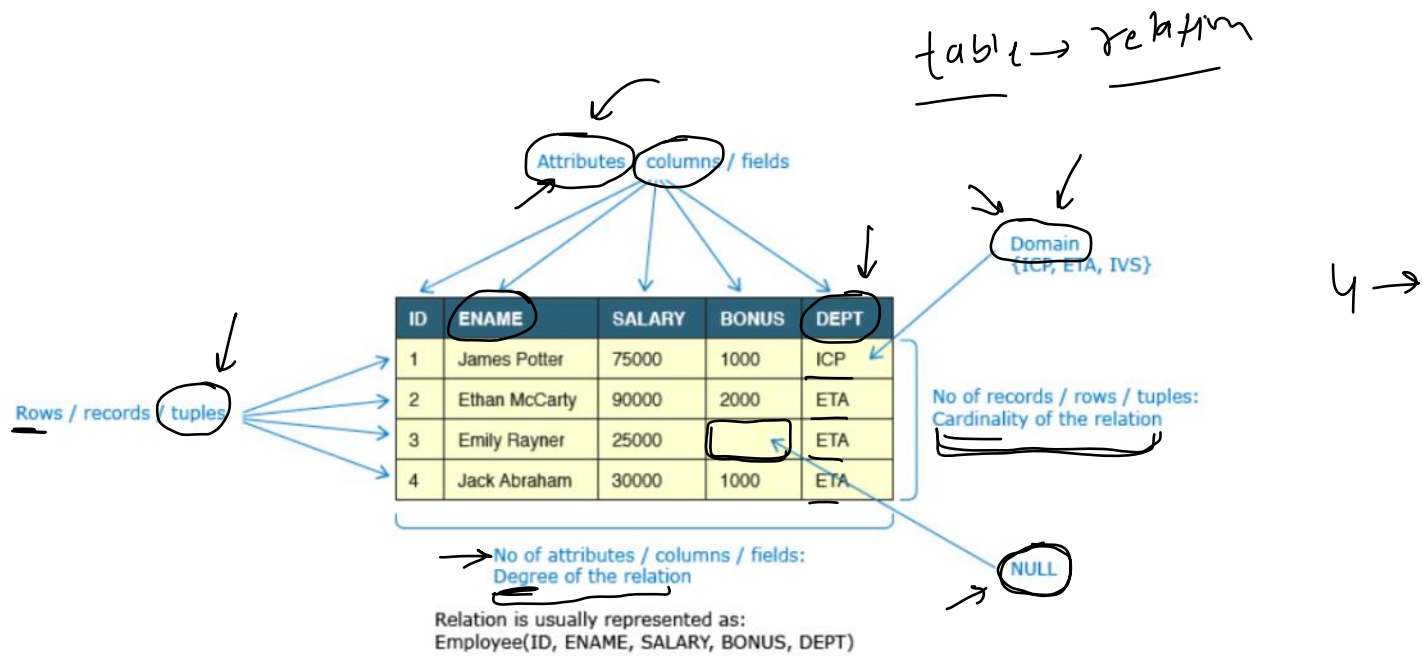 table → relation
Attributes columns / fields
Domain
{ICP, ETA, IVS}
4 →
ID ENAME SALARY BONUS DEPT
1 James Potter 75000 1000 ICP
2 Ethan McCarty 90000 2000 ETA
3 Emily Rayner 25000 ETA
4 Jack Abraham 30000 1000 ETA
Rows / records / tuples
No of records / rows / tuples:
Cardinality of the relation
No of attributes / columns / fields:
Degree of the relation
NULL
Relation is usually represented as:
Employee(ID, ENAME, SALARY, BONUS, DEPT)